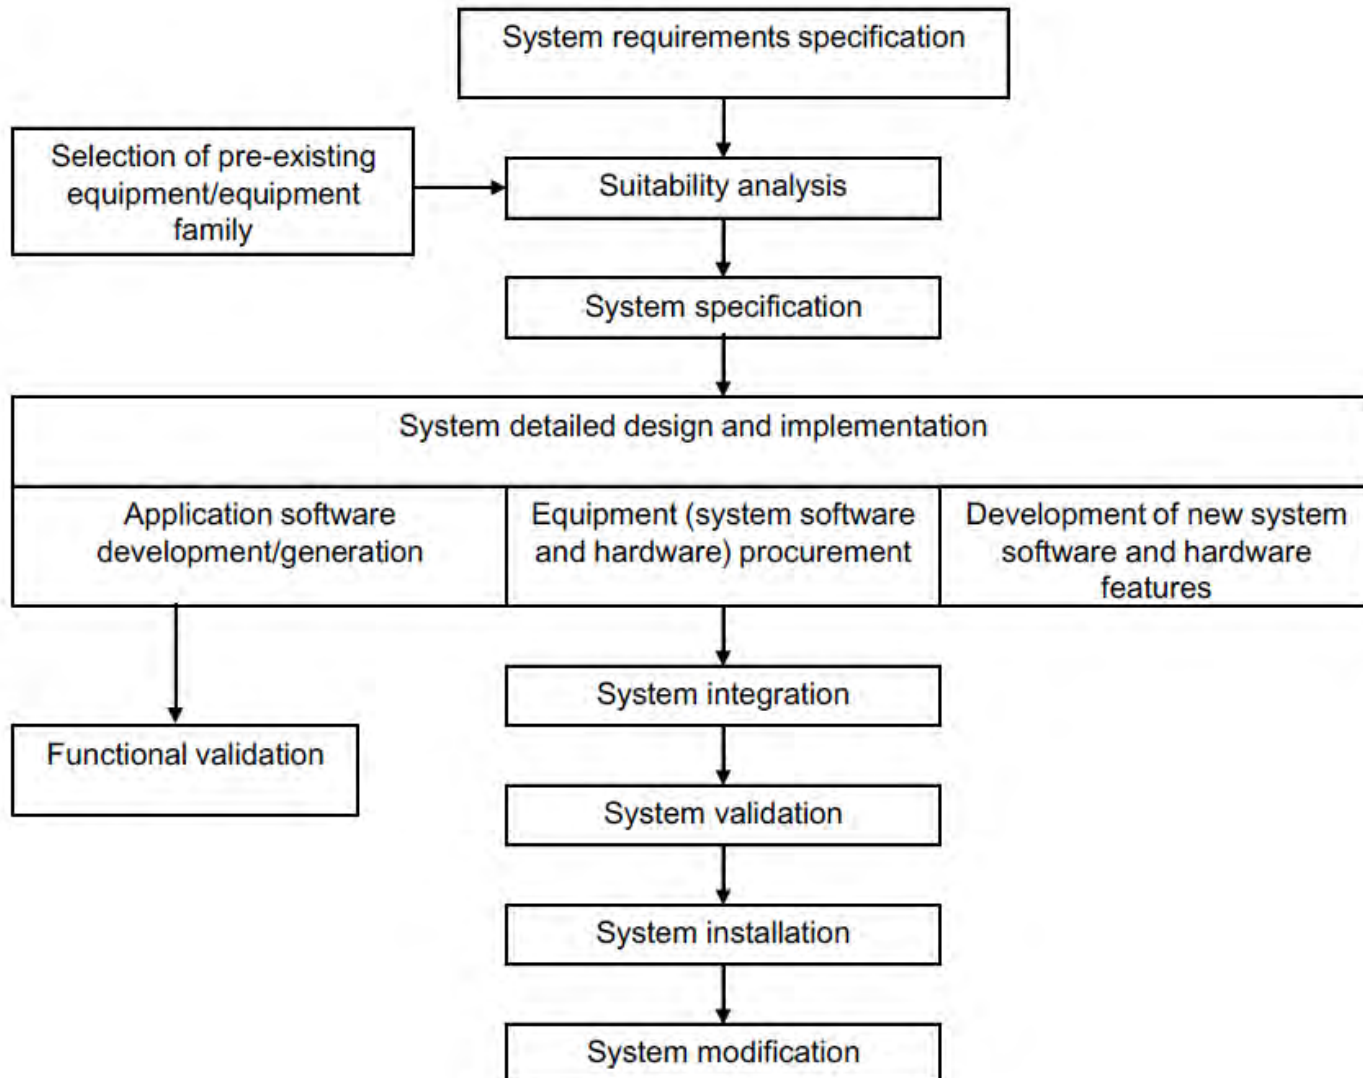 System requirements specification
Selection of pre-existing
equipment/equipment
family
Suitability analysis
System specification
System detailed design and implementation
Application software
development/generation
Equipment (system software
and hardware) procurement
Development of new system
software and hardware
features
System integration
Functional validation
System validation
System installation
System modification